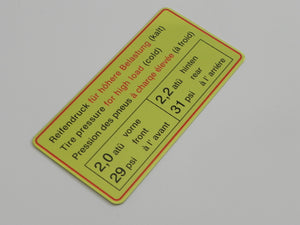 Reifendruck für höhere Belastung (kalt)
Tire pressure for high load (cold)
Pression des pneus à charge élevée (à froid)
2,0 atü vorne
front
29 psi à l'avant
2,2 atü hinten
rear
31 psi à l'arrière